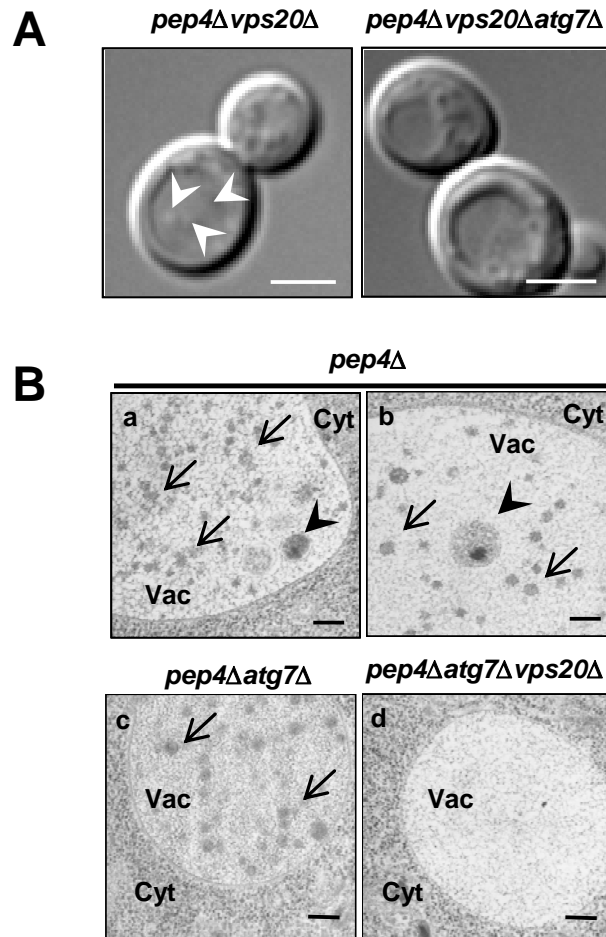 A
pep4Δvps20Δ pep4Δvps20Δatg7Δ
B
pep4Δ
a Cyt Vac
b Cyt Vac
pep4Δatg7Δ pep4Δatg7Δvps20Δ
c Vac Cyt
d Vac Cyt